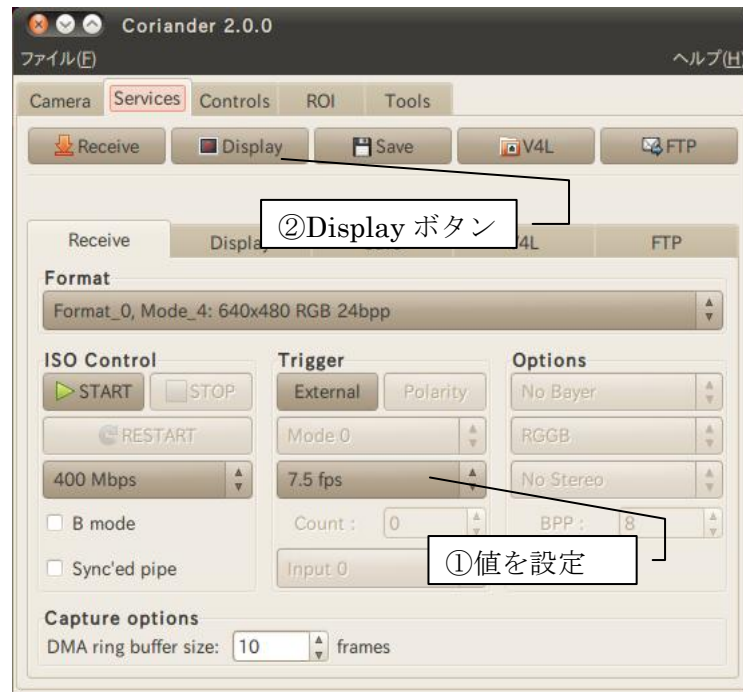 Coriander 2.0.0
ファイル(F) ヘルプ(H)
Camera Services Controls ROI Tools
Receive Display Save V4L FTP
②Display ボタン
Receive Display V4L FTP
Format
Format_0, Mode_4: 640x480 RGB 24bpp
ISO Control Trigger Options
START STOP External Polarity No Bayer
RESTART Mode 0 RGGB
400 Mbps 7.5 fps No Stereo
B mode Count : 0 BPP : 8
①値を設定
Sync'ed pipe Input 0
Capture options
DMA ring buffer size: 10 frames